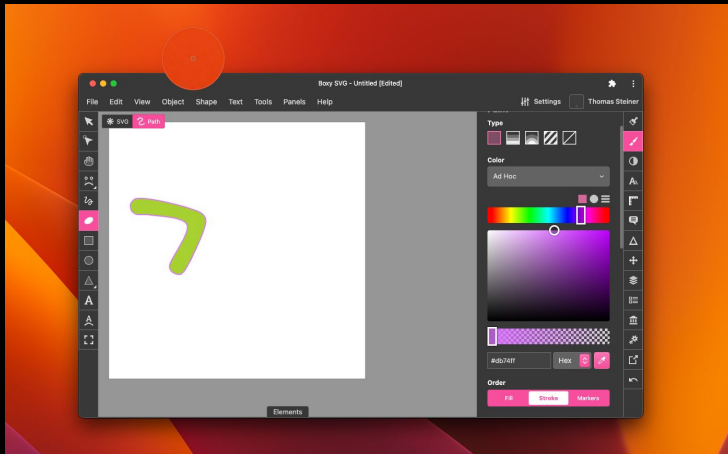 Boxy SVG - Untitled [Edited]
File Edit View Object Shape Text Tools Panels Help Settings Thomas Steiner
SVG Path
Type
Color
Ad Hoc
#db74ff Hex
Order
Fill Stroke Markers
Elements